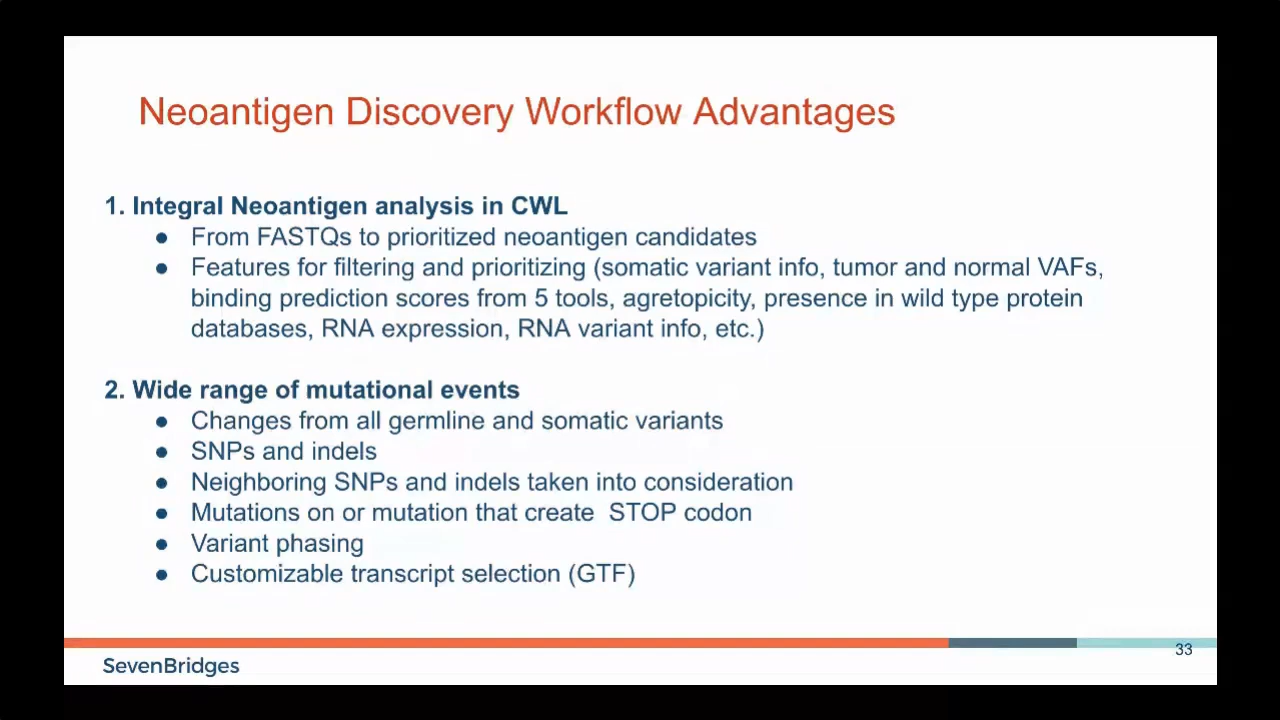 Neoantigen Discovery Workflow Advantages
1. Integral Neoantigen analysis in CWL
● From FASTQs to prioritized neoantigen candidates
● Features for filtering and prioritizing (somatic variant info, tumor and normal VAFs,
binding prediction scores from 5 tools, agretopicity, presence in wild type protein
databases, RNA expression, RNA variant info, etc.)
2. Wide range of mutational events
● Changes from all germline and somatic variants
● SNPs and indels
● Neighboring SNPs and indels taken into consideration
● Mutations on or mutation that create STOP codon
● Variant phasing
● Customizable transcript selection (GTF)
33
SevenBridges